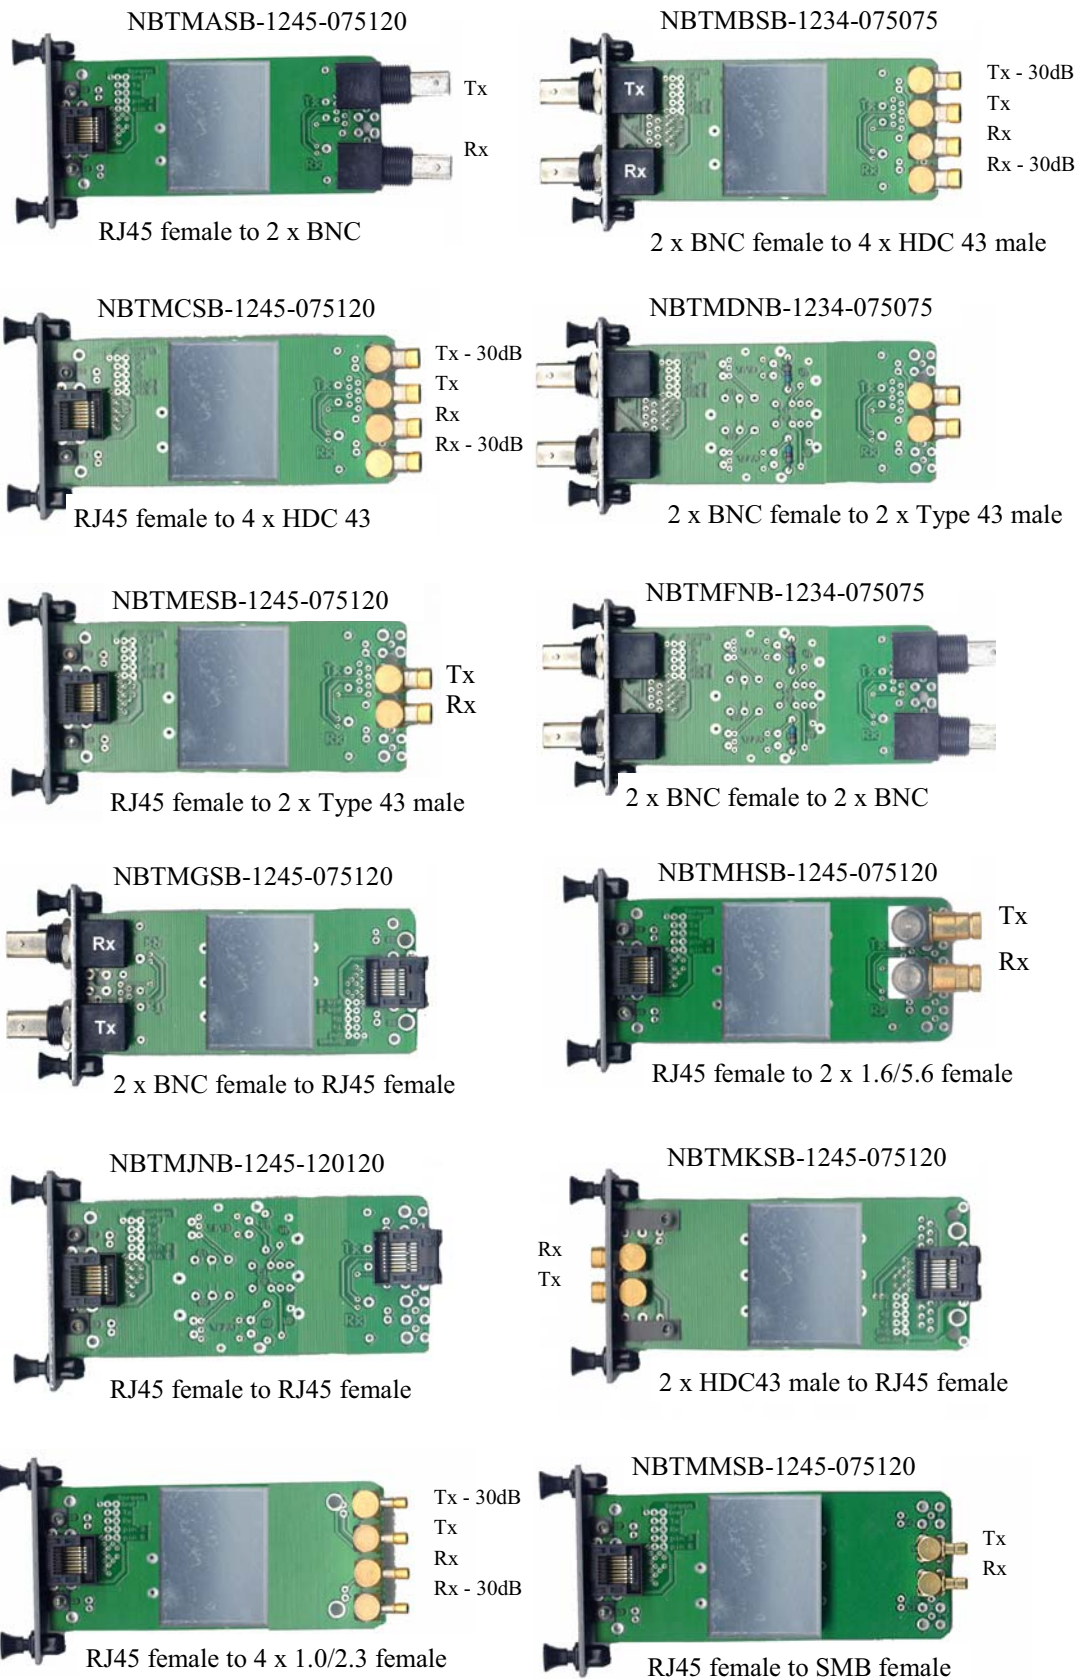 NBTMASB-1245-075120
Tx
Rx
RJ45 female to 2 x BNC
NBTMBSB-1234-075075
Tx
Rx
Tx - 30dB
Tx
Rx
Rx - 30dB
2 x BNC female to 4 x HDC 43 male
NBTMCSB-1245-075120
Tx - 30dB
Tx
Rx
Rx - 30dB
RJ45 female to 4 x HDC 43
NBTMDNB-1234-075075
2 x BNC female to 2 x Type 43 male
NBTMESB-1245-075120
Tx
Rx
RJ45 female to 2 x Type 43 male
NBTMFNB-1234-075075
2 x BNC female to 2 x BNC
NBTMGSB-1245-075120
Rx
Tx
2 x BNC female to RJ45 female
NBTMHSB-1245-075120
Tx
Rx
RJ45 female to 2 x 1.6/5.6 female
NBTMJNB-1245-120120
RJ45 female to RJ45 female
NBTMKSB-1245-075120
Rx
Tx
2 x HDC43 male to RJ45 female
Tx - 30dB
Tx
Rx
Rx - 30dB
RJ45 female to 4 x 1.0/2.3 female
NBTMMSB-1245-075120
Tx
Rx
RJ45 female to SMB female